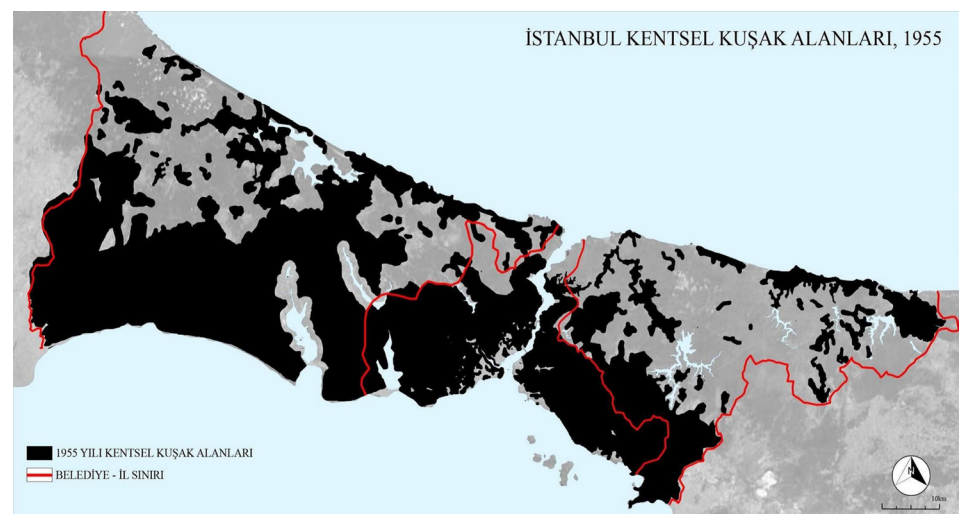 İSTANBUL KENTSEL KUŞAK ALANLARI, 1955
1955 YILI KENTSEL KUŞAK ALANLARI
BELEDİYE - İL SINIRI
N
10km